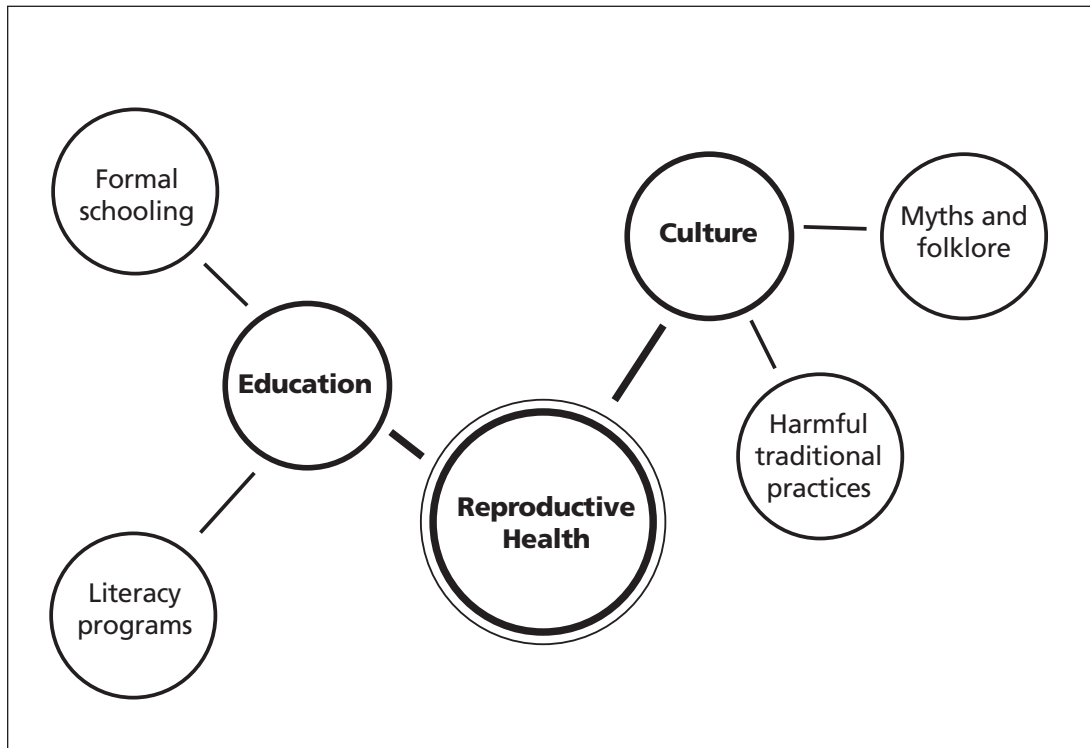 Formal
schooling
Culture
Myths and
folklore
Education
Harmful
traditional
practices
Reproductive
Health
Literacy
programs